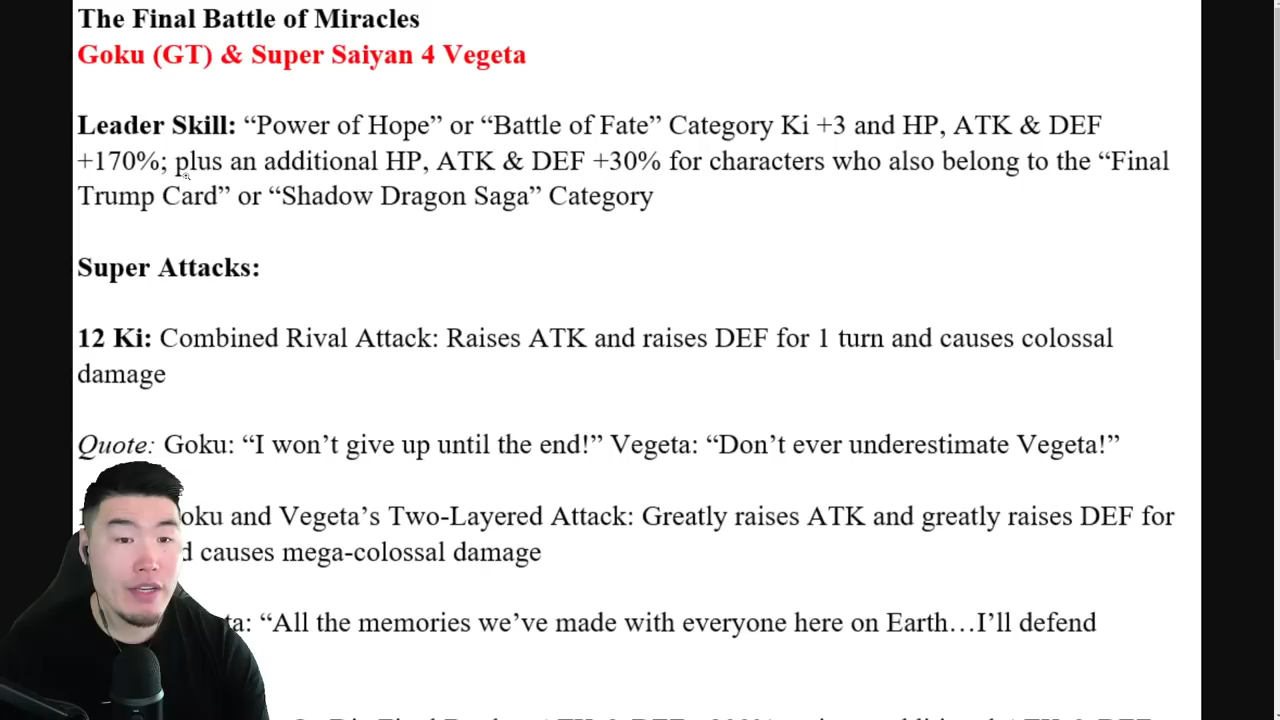 The Final Battle of Miracles
Goku (GT) & Super Saiyan 4 Vegeta
Leader Skill: “Power of Hope” or “Battle of Fate” Category Ki +3 and HP, ATK & DEF
+170%; plus an additional HP, ATK & DEF +30% for characters who also belong to the “Final
Trump Card” or “Shadow Dragon Saga” Category
Super Attacks:
12 Ki: Combined Rival Attack: Raises ATK and raises DEF for 1 turn and causes colossal
damage
Quote: Goku: “I won’t give up until the end!” Vegeta: “Don’t ever underestimate Vegeta!”
oku and Vegeta’s Two-Layered Attack: Greatly raises ATK and greatly raises DEF for
d causes mega-colossal damage
ta: “All the memories we’ve made with everyone here on Earth…I’ll defend